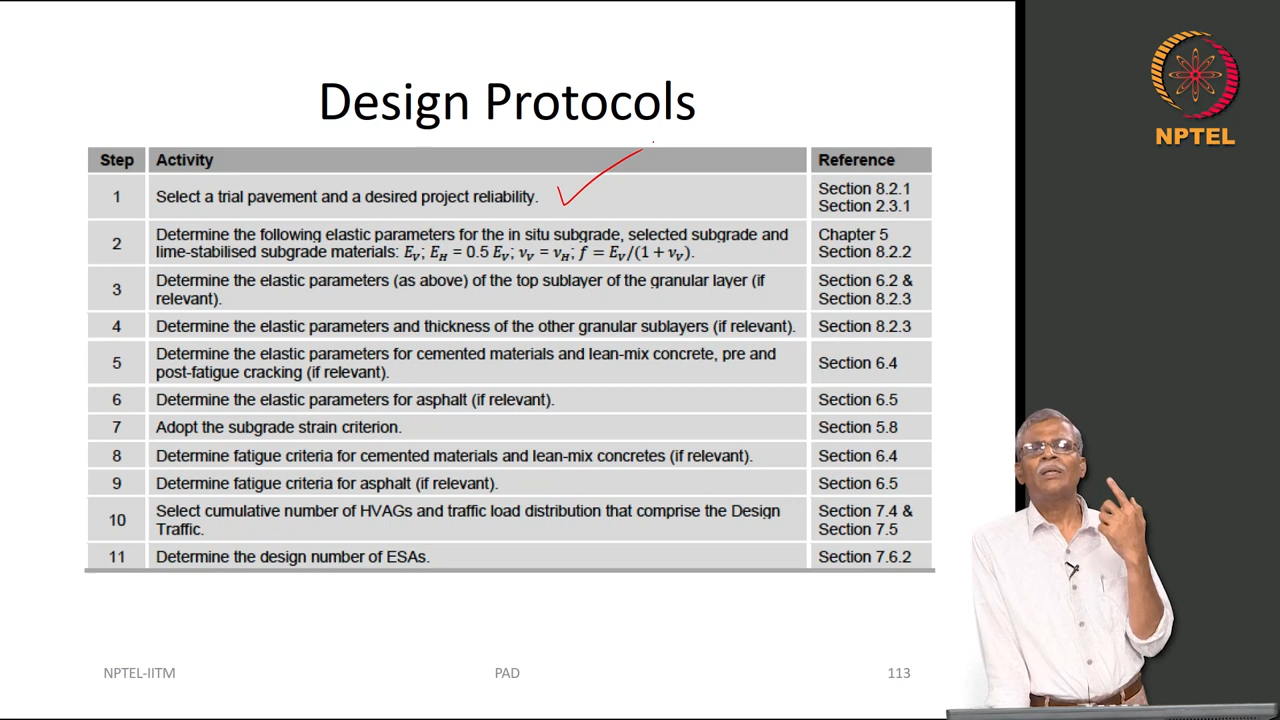 Design Protocols
NPTEL
Step Activity Reference
1 Select a trial pavement and a desired project reliability. Section 8.2.1
Section 2.3.1
2 Determine the following elastic parameters for the in situ subgrade, selected subgrade and
lime-stabilised subgrade materials: E_V; E_H = 0.5 E_V; ν_V = ν_H; f = E_V/(1 + ν_V). Chapter 5
Section 8.2.2
3 Determine the elastic parameters (as above) of the top sublayer of the granular layer (if
relevant). Section 6.2 &
Section 8.2.3
4 Determine the elastic parameters and thickness of the other granular sublayers (if relevant). Section 8.2.3
5 Determine the elastic parameters for cemented materials and lean-mix concrete, pre and
post-fatigue cracking (if relevant). Section 6.4
6 Determine the elastic parameters for asphalt (if relevant). Section 6.5
7 Adopt the subgrade strain criterion. Section 5.8
8 Determine fatigue criteria for cemented materials and lean-mix concretes (if relevant). Section 6.4
9 Determine fatigue criteria for asphalt (if relevant). Section 6.5
10 Select cumulative number of HVAGs and traffic load distribution that comprise the Design
Traffic. Section 7.4 &
Section 7.5
11 Determine the design number of ESAs. Section 7.6.2
NPTEL-IITM PAD 113